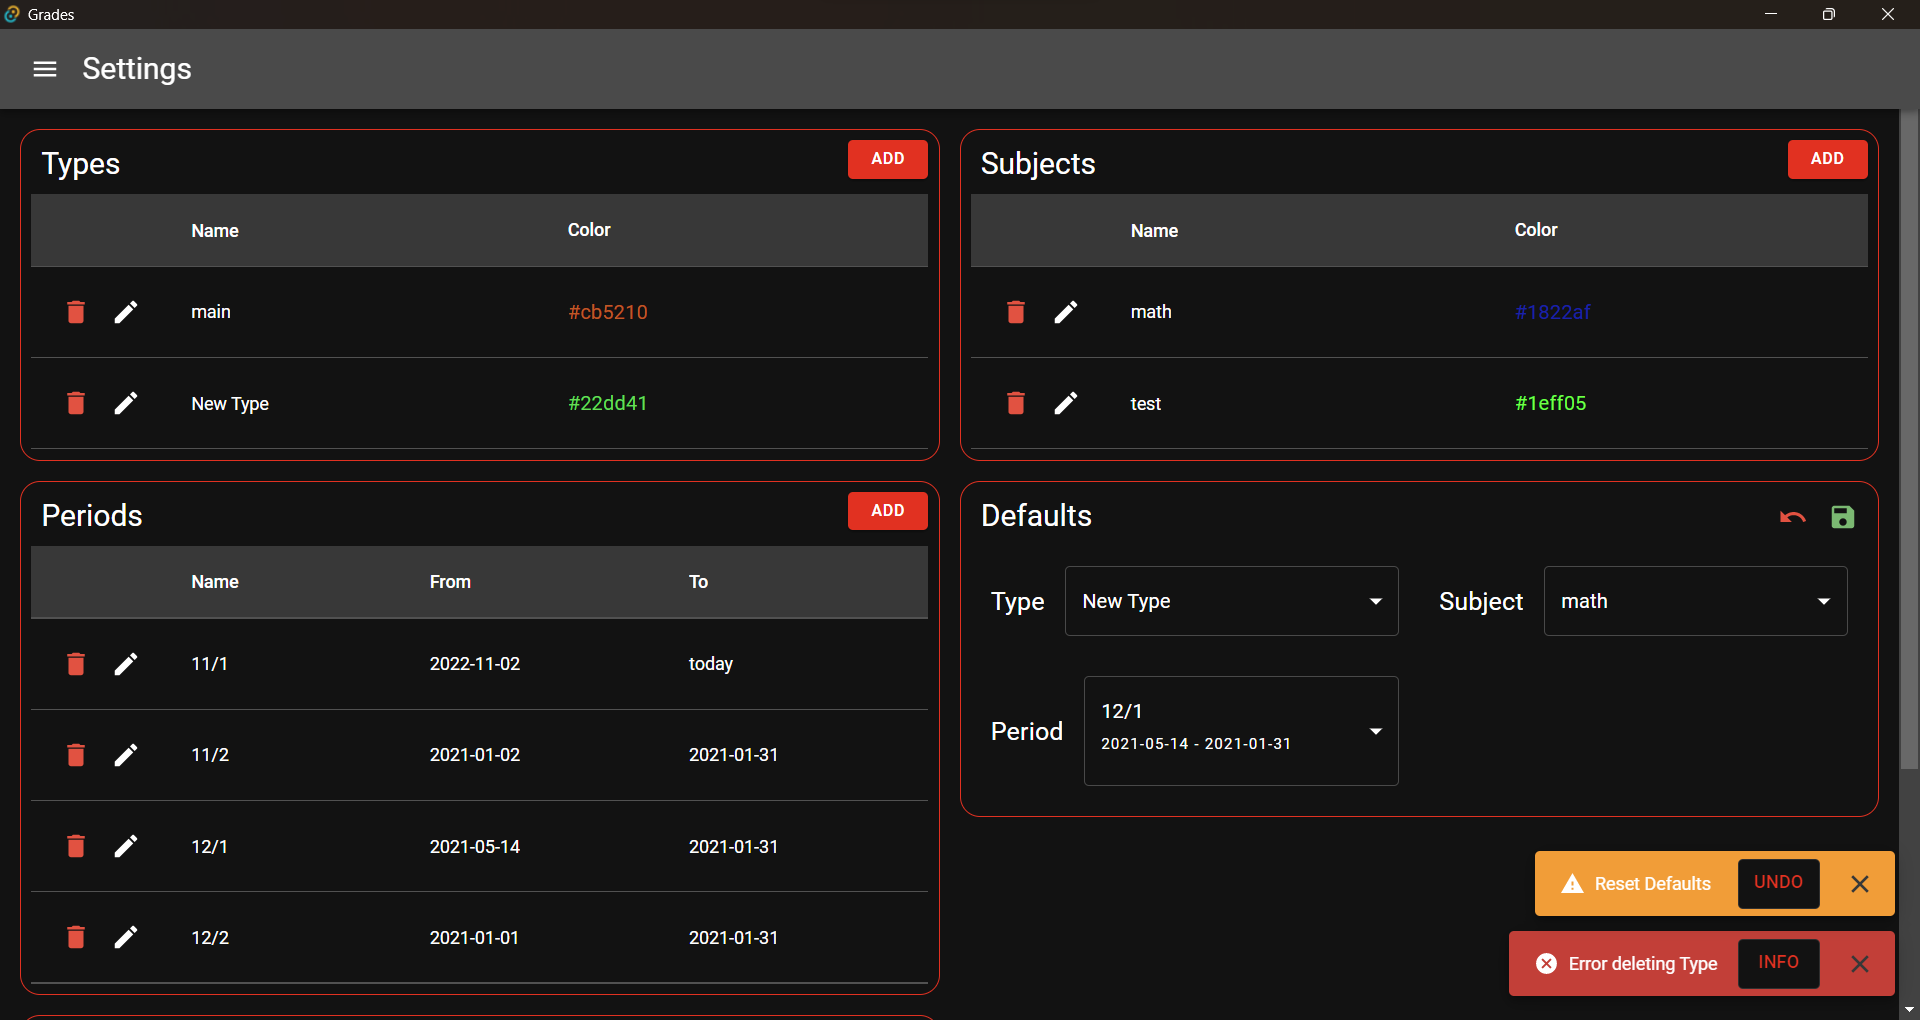 Grades
Settings
Types
ADD
Name Color
main #cb5210
New Type #22dd41
Subjects
ADD
Name Color
math #1822af
test #1eff05
Periods
ADD
Name From To
11/1 2022-11-02 today
11/2 2021-01-02 2021-01-31
12/1 2021-05-14 2021-01-31
12/2 2021-01-01 2021-01-31
Defaults
Type New Type Subject math
Period 12/1
2021-05-14 - 2021-01-31
Reset Defaults UNDO
Error deleting Type INFO